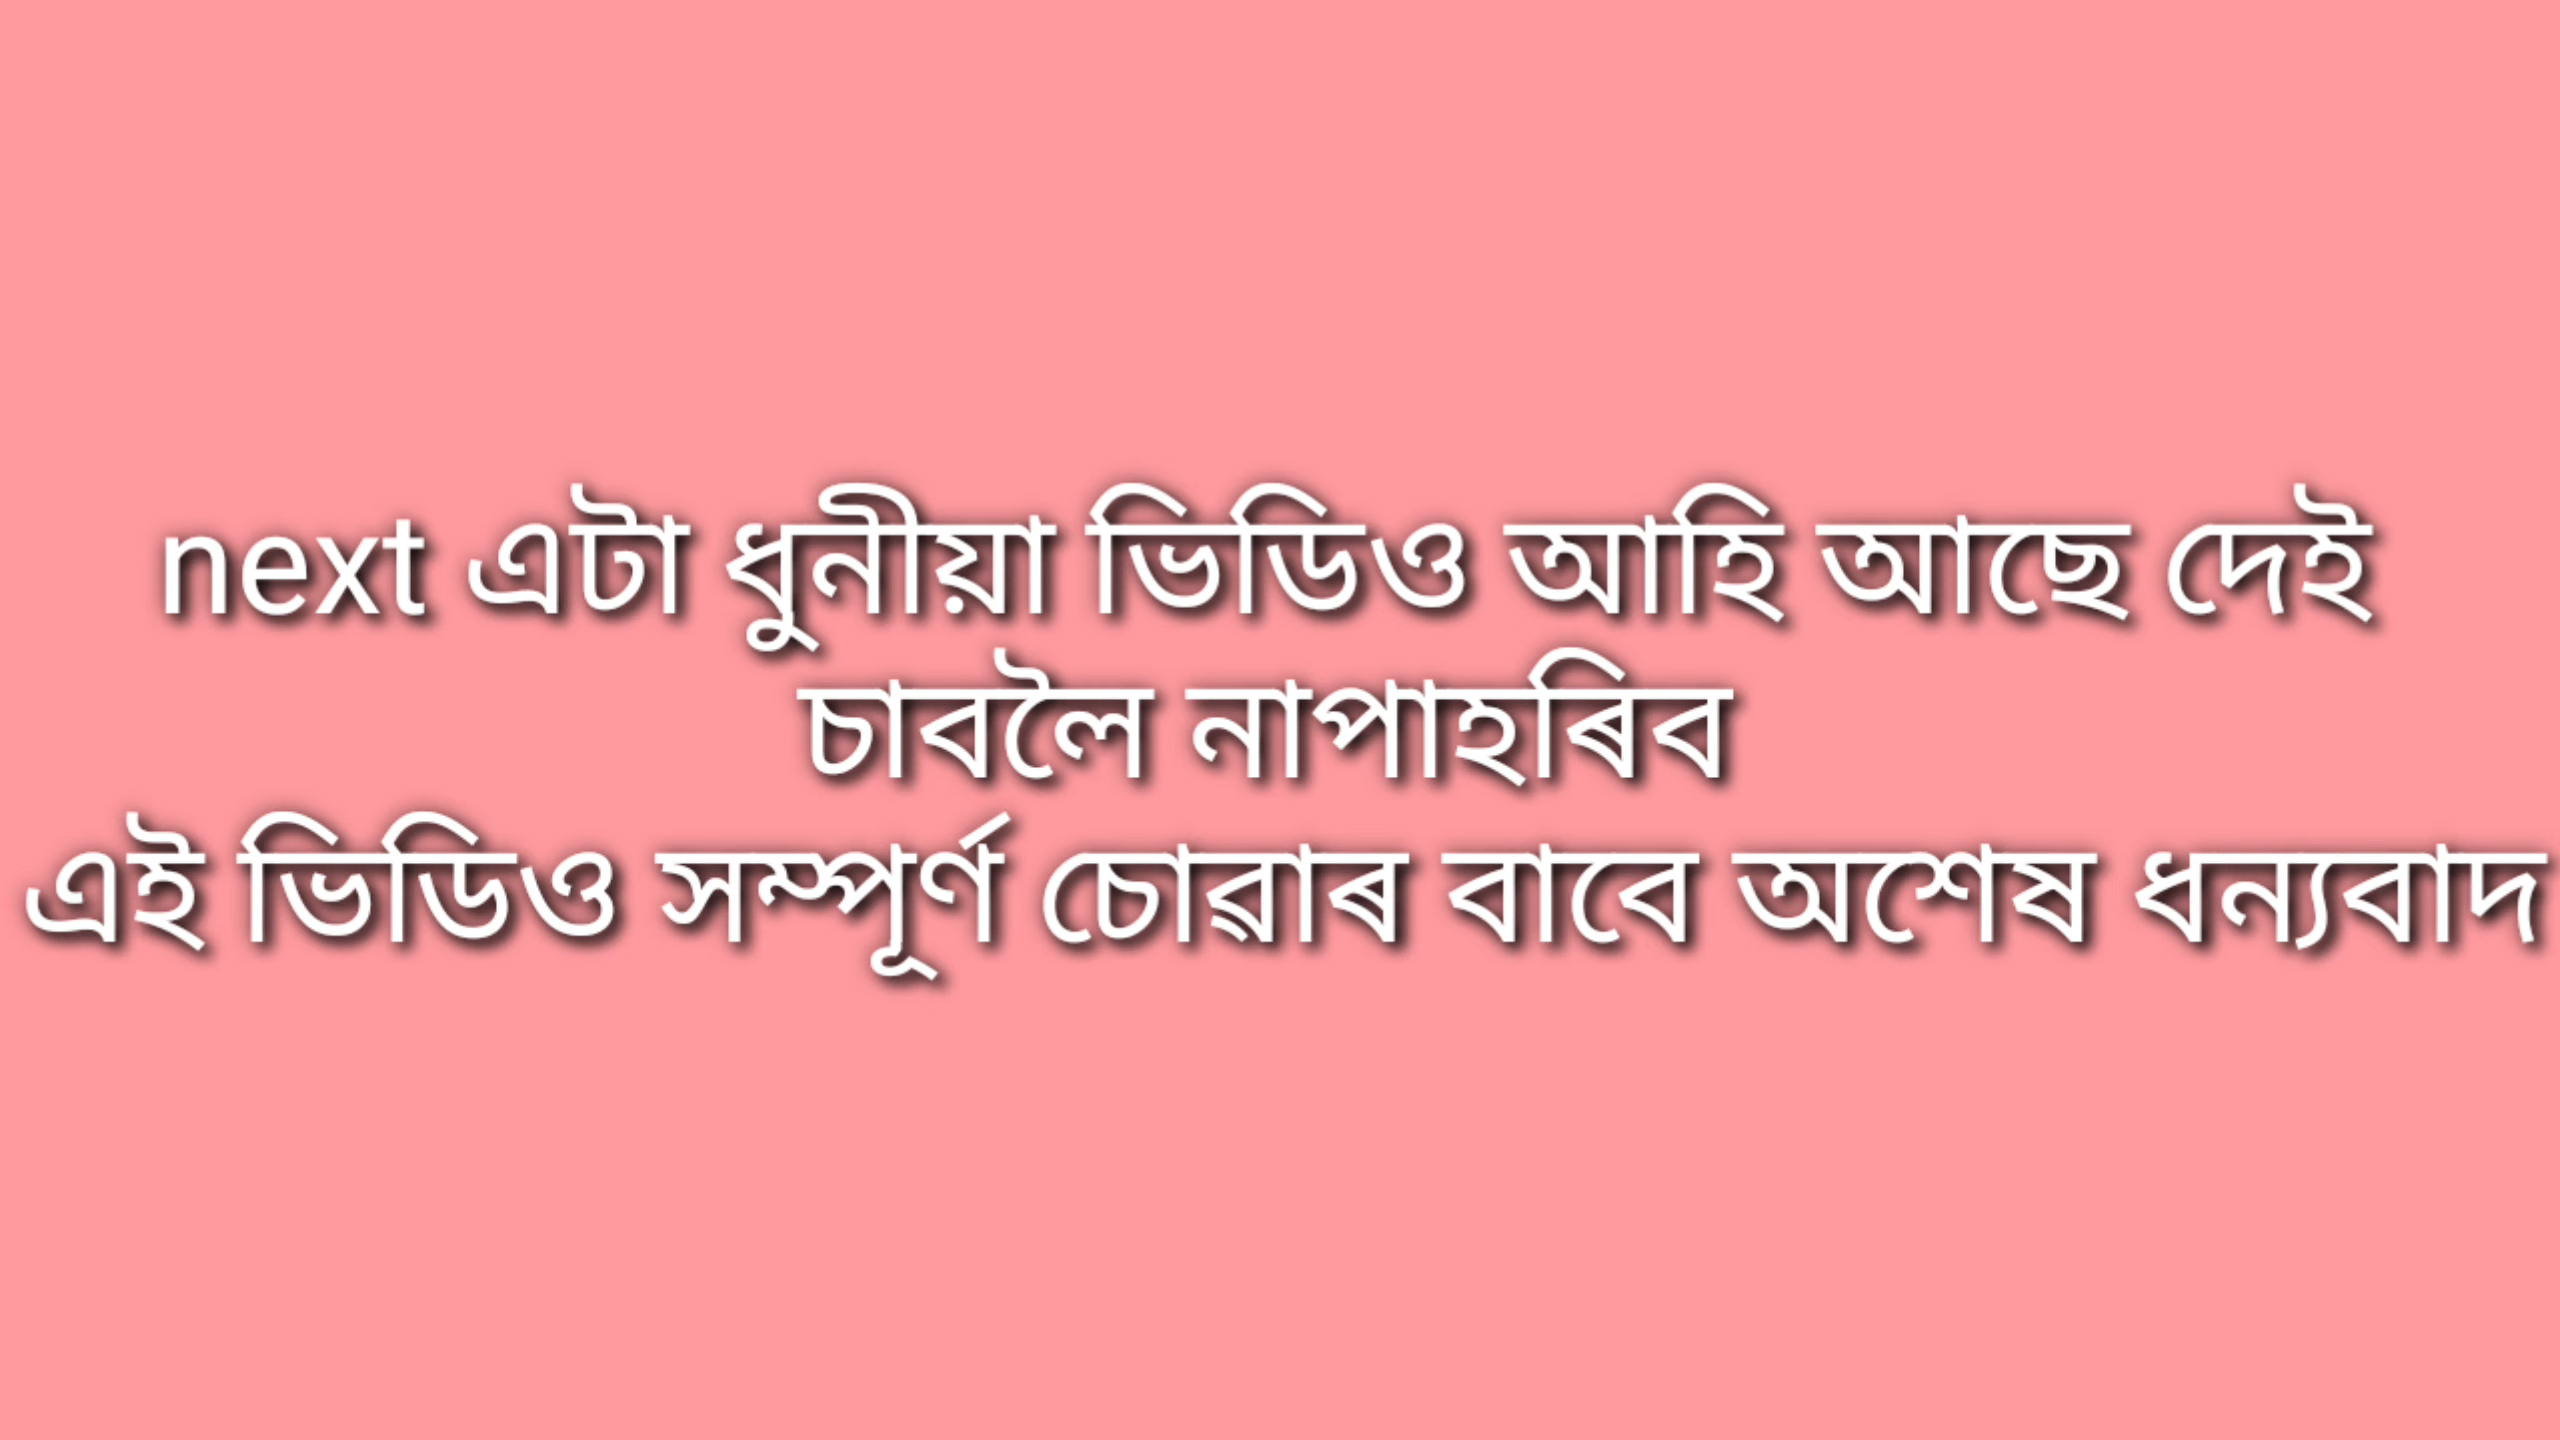 next এটা ধুনীয়া ভিডিও আহি আছে দেই
চাবলৈ নাপাহৰিব
এই ভিডিও সম্পূৰ্ণ চোৱাৰ বাবে অশেষ ধন্যবাদ